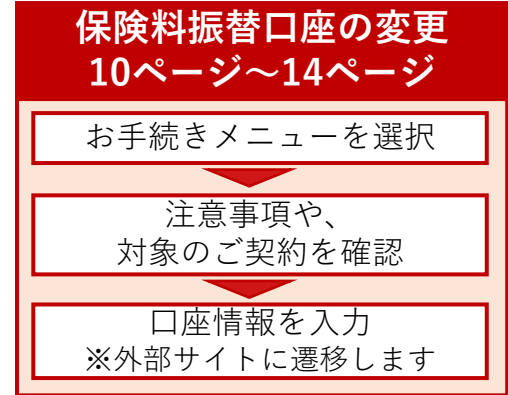 保険料振替口座の変更
10ページ～14ページ
お手続きメニューを選択
注意事項や、
対象のご契約を確認
口座情報を入力
※外部サイトに遷移します